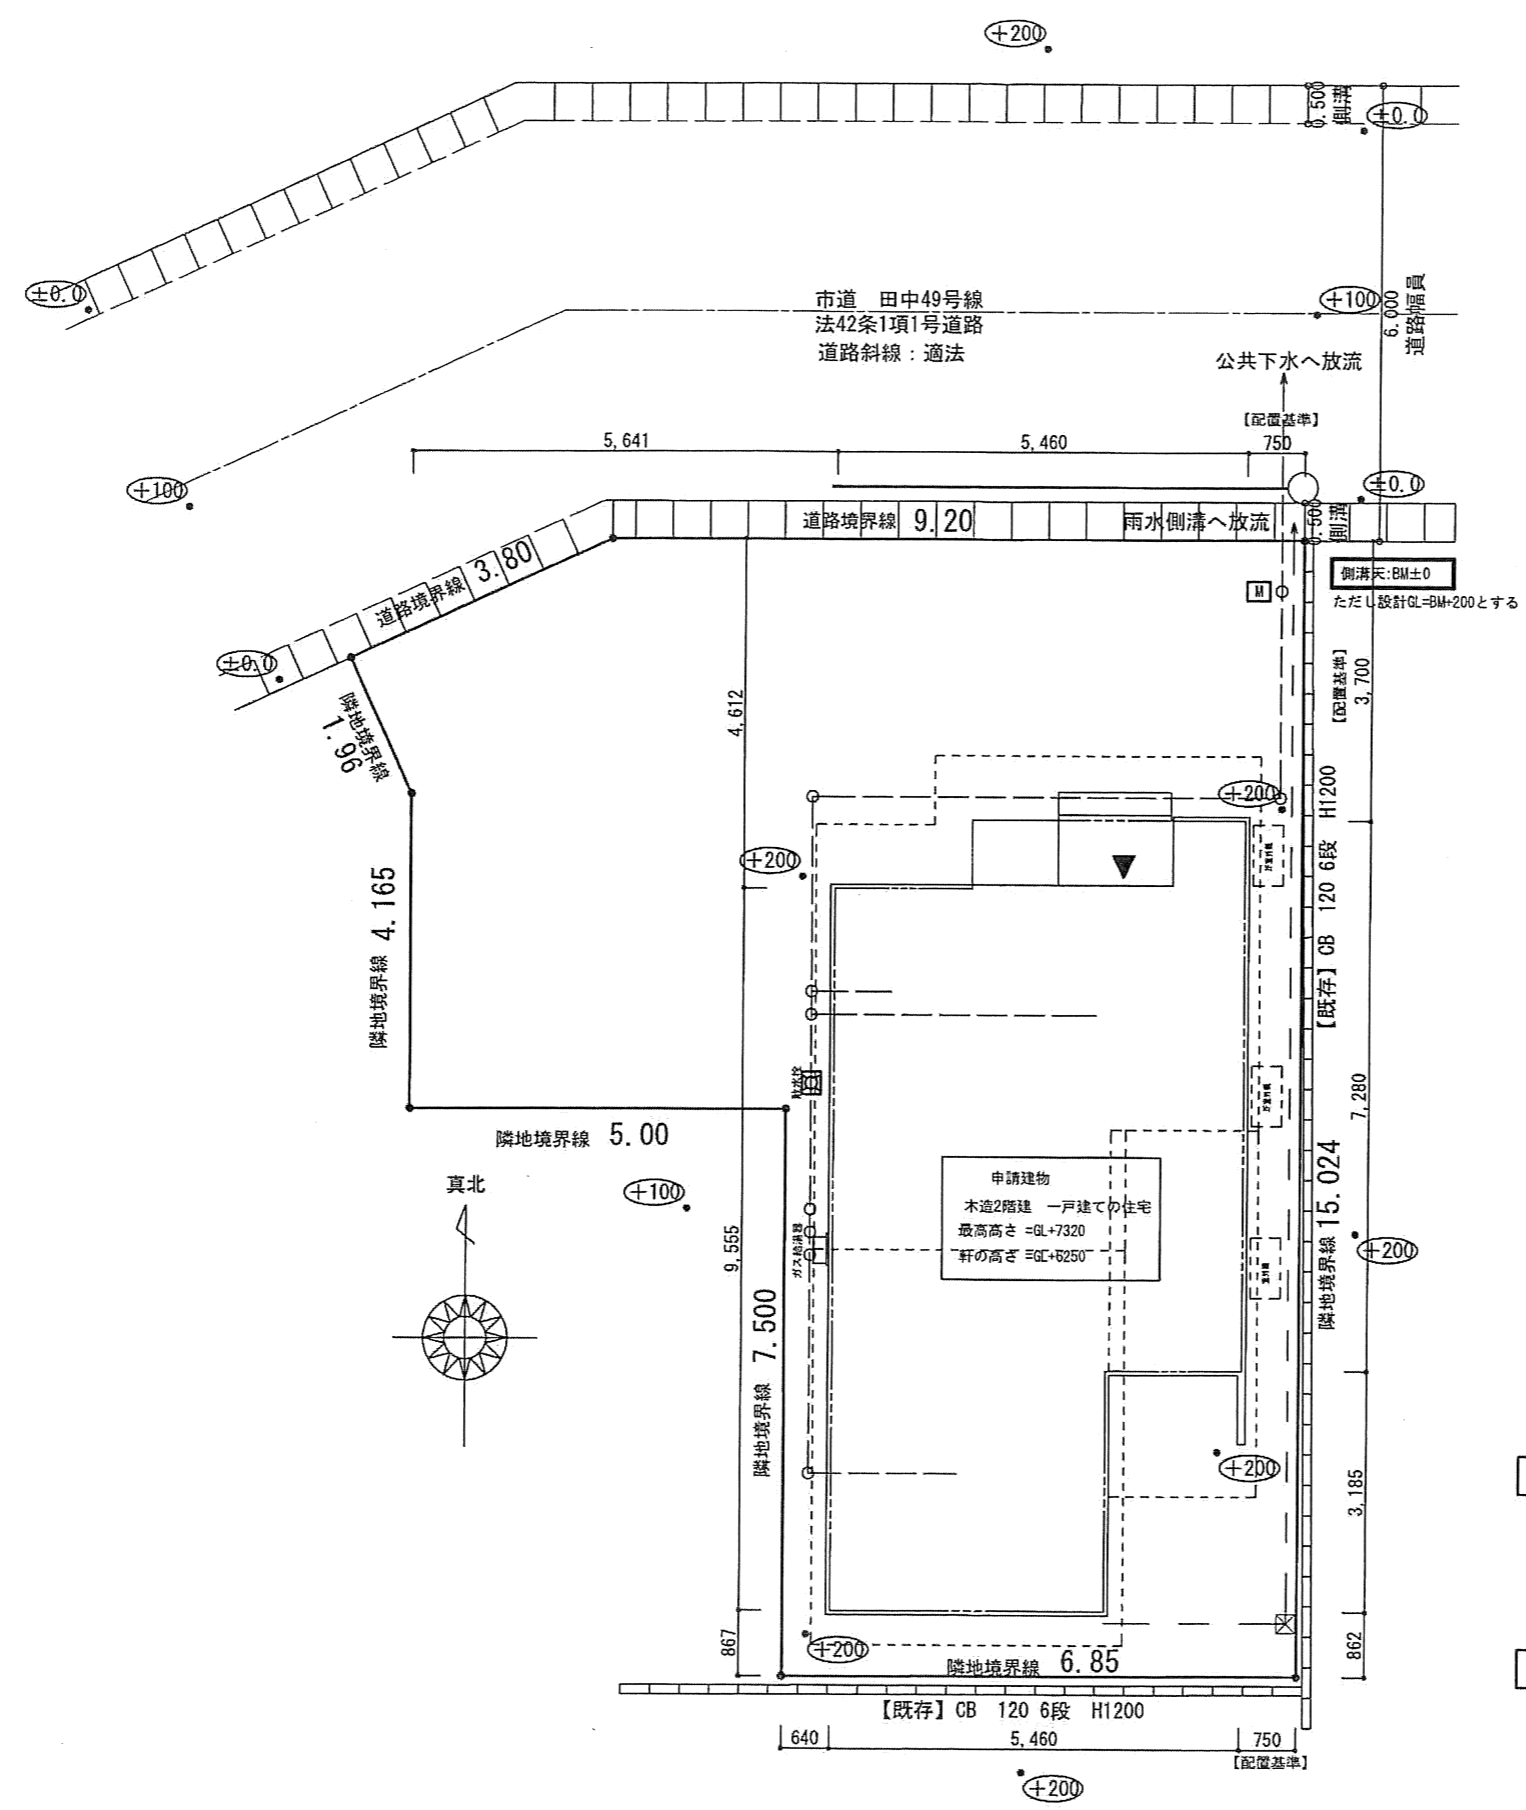 +200
0.500
側溝
±0.0
±0.0
市道　田中49号線
法42条1項1号道路
道路斜線：適法
+100
6.000
道路幅員
公共下水へ放流
【配置基準】
5,641
5,460
750
+100
±0.0
道路境界線 9.20
雨水側溝へ放流
0.500
側溝
道路境界線 3.80
側溝天:BM±0
ただし設計GL=BM+200とする
M
±0.0
隣地境界線
1.96
4,612
【配置基準】
3,700
+200
+200
【既存】CB　120 6段　H1200
隣地境界線 4.165
散水栓
7,280
隣地境界線 5.00
隣地境界線 15.024
真北
+100
申請建物
木造2階建　一戸建ての住宅
最高高さ =GL+7320
軒の高さ =GL+6250
ガス給湯器
9,555
室外機
+200
隣地境界線 7.500
+200
3,185
867
+200
隣地境界線 6.85
862
【既存】CB　120 6段　H1200
640
5,460
750
【配置基準】
+200